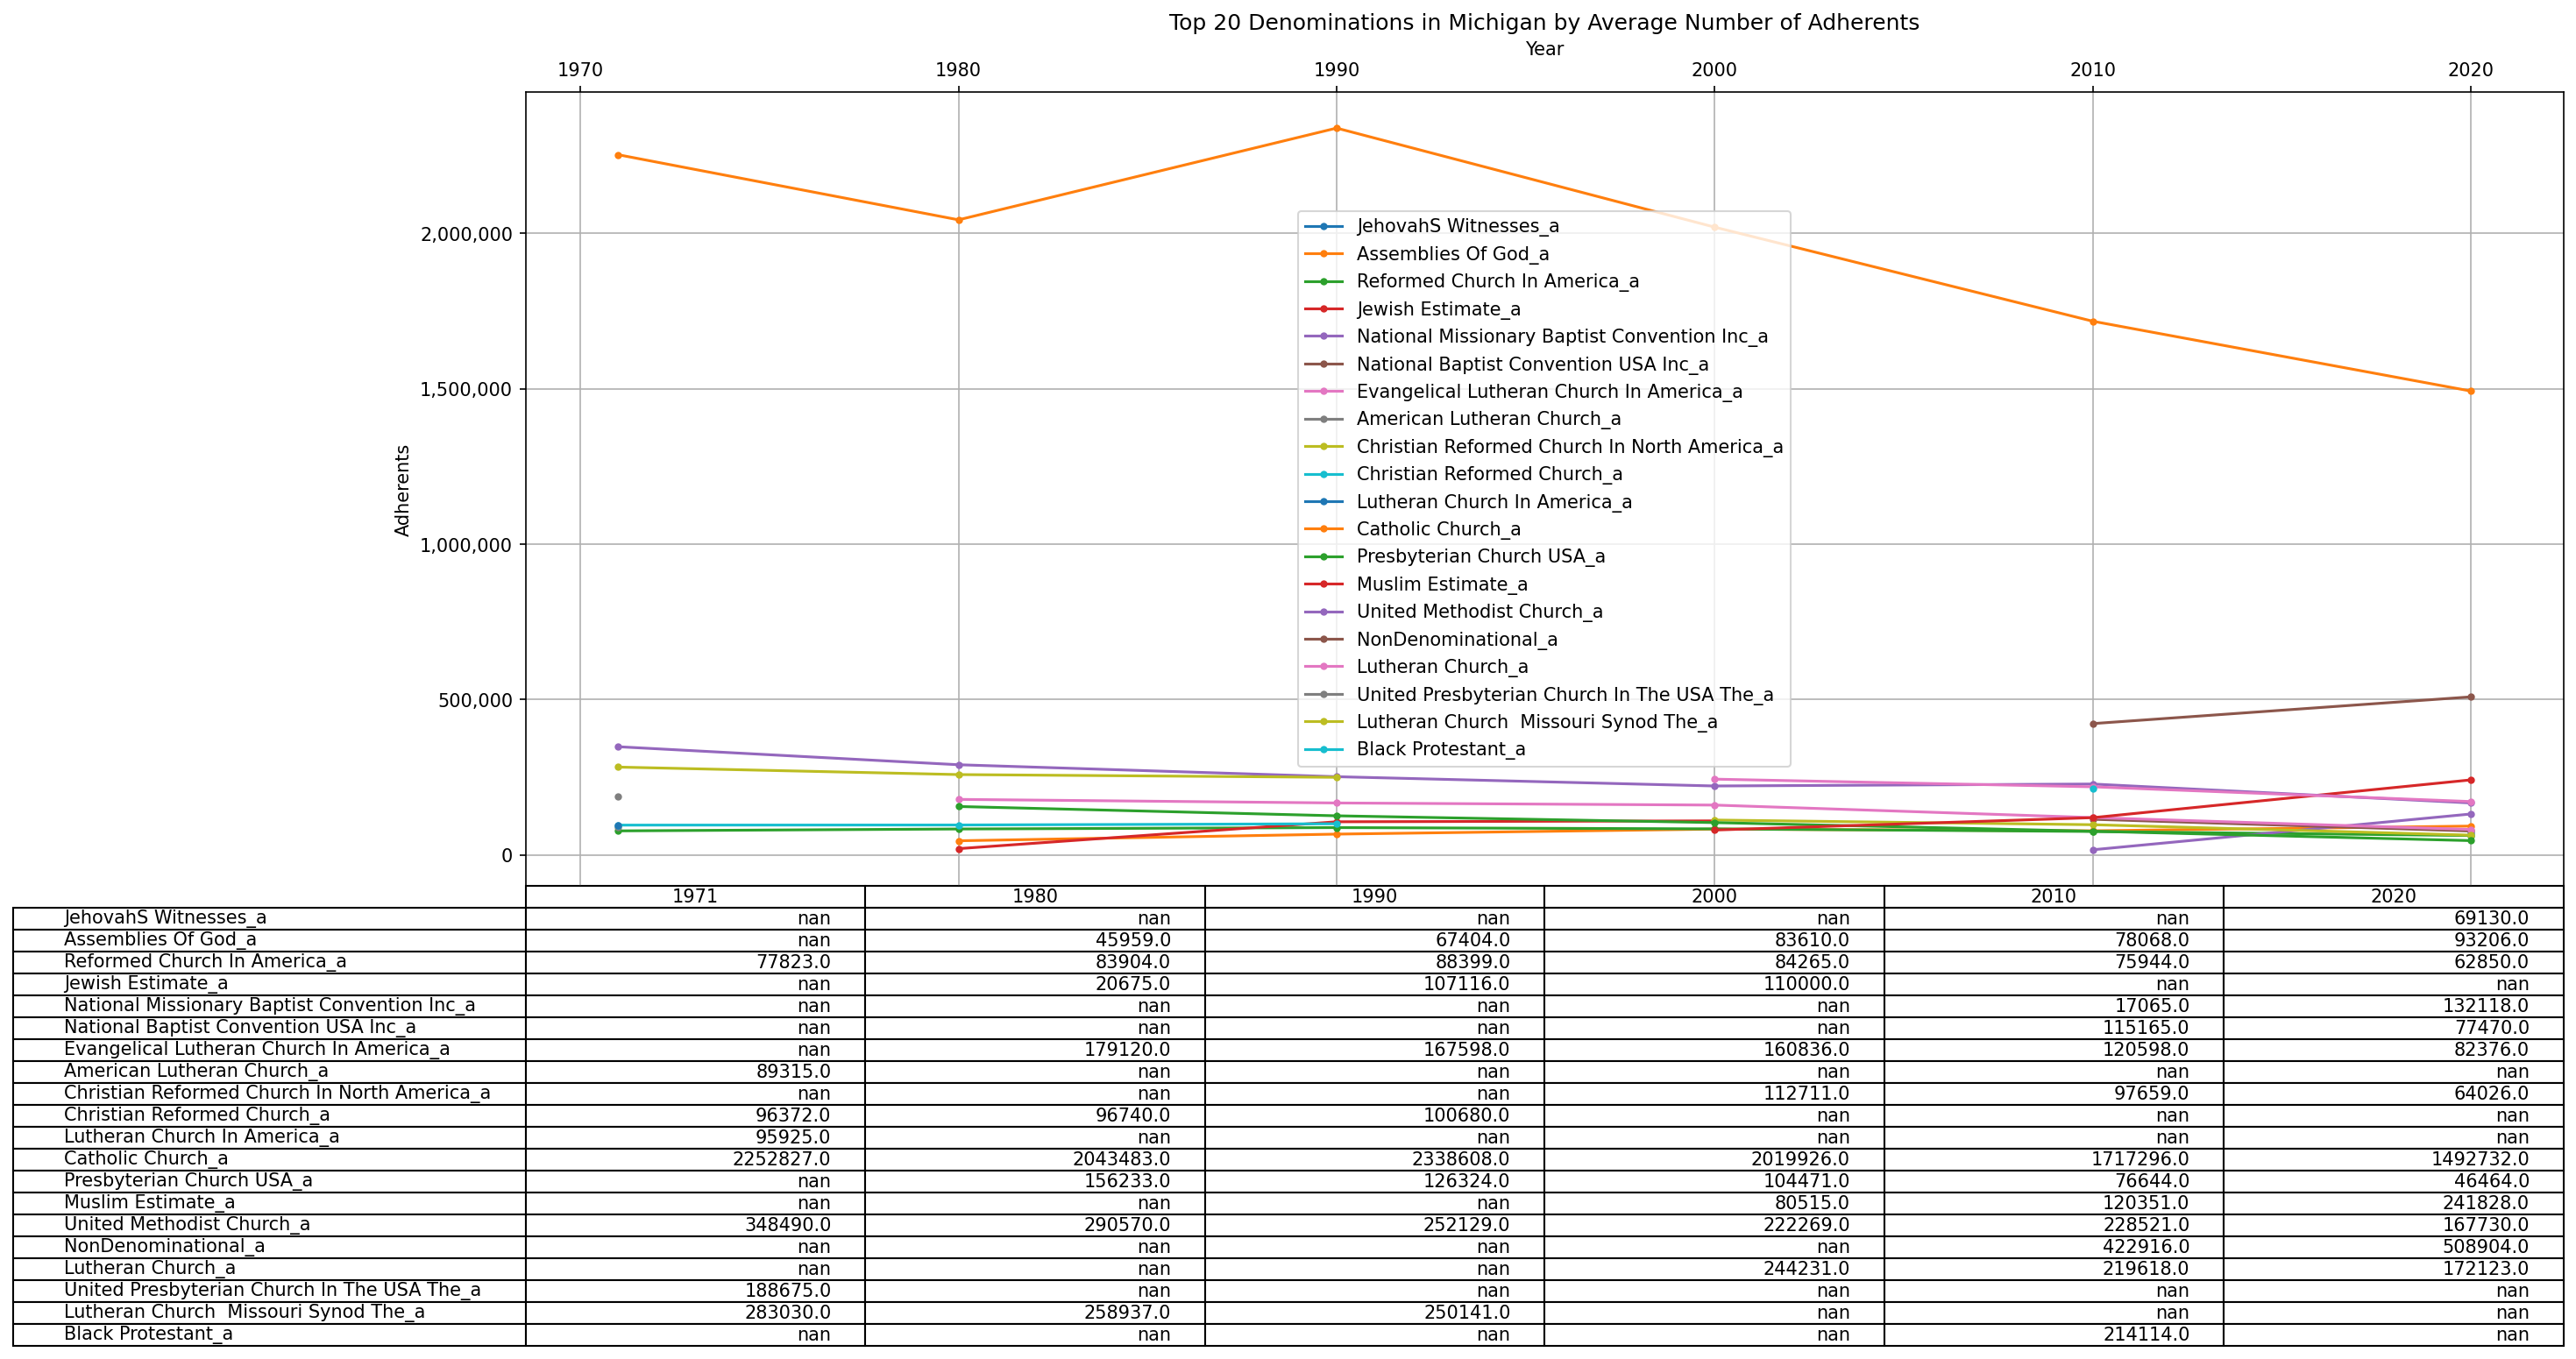 Top 20 Denominations in Michigan by Average Number of Adherents
Year
1970 1980 1990 2000 2010 2020
2,000,000
1,500,000
1,000,000
500,000
0
Adherents
JehovahS Witnesses_a
Assemblies Of God_a
Reformed Church In America_a
Jewish Estimate_a
National Missionary Baptist Convention Inc_a
National Baptist Convention USA Inc_a
Evangelical Lutheran Church In America_a
American Lutheran Church_a
Christian Reformed Church In North America_a
Christian Reformed Church_a
Lutheran Church In America_a
Catholic Church_a
Presbyterian Church USA_a
Muslim Estimate_a
United Methodist Church_a
NonDenominational_a
Lutheran Church_a
United Presbyterian Church In The USA The_a
Lutheran Church  Missouri Synod The_a
Black Protestant_a
1971 1980 1990 2000 2010 2020
JehovahS Witnesses_a nan nan nan nan nan 69130.0
Assemblies Of God_a nan 45959.0 67404.0 83610.0 78068.0 93206.0
Reformed Church In America_a 77823.0 83904.0 88399.0 84265.0 75944.0 62850.0
Jewish Estimate_a nan 20675.0 107116.0 110000.0 nan nan
National Missionary Baptist Convention Inc_a nan nan nan nan 17065.0 132118.0
National Baptist Convention USA Inc_a nan nan nan nan 115165.0 77470.0
Evangelical Lutheran Church In America_a nan 179120.0 167598.0 160836.0 120598.0 82376.0
American Lutheran Church_a 89315.0 nan nan nan nan nan
Christian Reformed Church In North America_a nan nan nan 112711.0 97659.0 64026.0
Christian Reformed Church_a 96372.0 96740.0 100680.0 nan nan nan
Lutheran Church In America_a 95925.0 nan nan nan nan nan
Catholic Church_a 2252827.0 2043483.0 2338608.0 2019926.0 1717296.0 1492732.0
Presbyterian Church USA_a nan 156233.0 126324.0 104471.0 76644.0 46464.0
Muslim Estimate_a nan nan nan 80515.0 120351.0 241828.0
United Methodist Church_a 348490.0 290570.0 252129.0 222269.0 228521.0 167730.0
NonDenominational_a nan nan nan nan 422916.0 508904.0
Lutheran Church_a nan nan nan 244231.0 219618.0 172123.0
United Presbyterian Church In The USA The_a 188675.0 nan nan nan nan nan
Lutheran Church  Missouri Synod The_a 283030.0 258937.0 250141.0 nan nan nan
Black Protestant_a nan nan nan nan 214114.0 nan